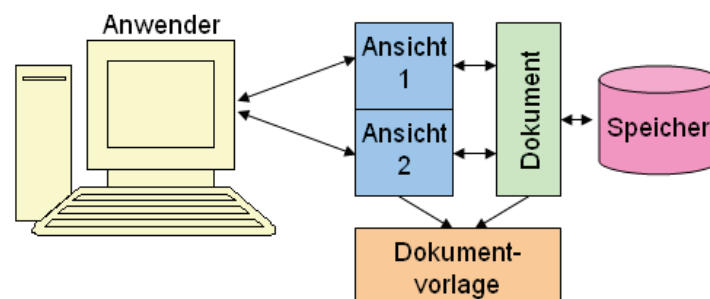 Anwender
Ansicht
1
Ansicht
2
Dokument
Speicher
Dokument-
vorlage